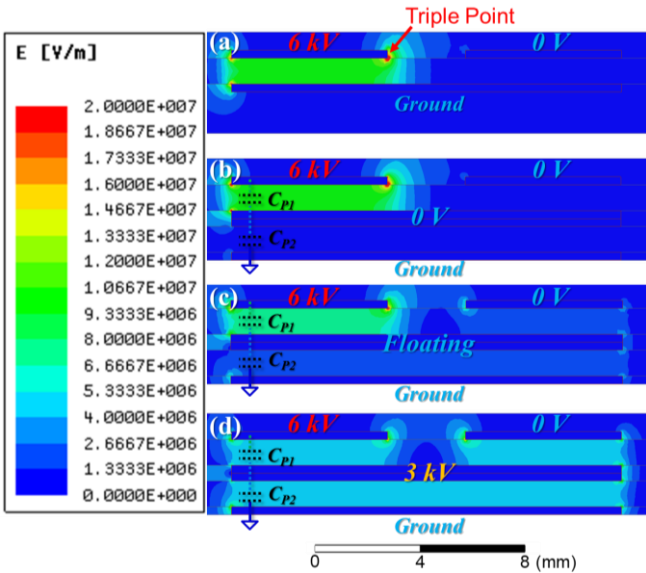 Triple Point
E [V/m]
2.0000E+007
1.8667E+007
1.7333E+007
1.6000E+007
1.4667E+007
1.3333E+007
1.2000E+007
1.0667E+007
9.3333E+006
8.0000E+006
6.6667E+006
5.3333E+006
4.0000E+006
2.6667E+006
1.3333E+006
0.0000E+000
(a) 6 kV 0 V
Ground
(b) 6 kV 0 V
CP1
0 V
CP2
Ground
(c) 6 kV 0 V
CP1
Floating
CP2
Ground
(d) 6 kV 0 V
CP1
3 kV
CP2
Ground
0 4 8 (mm)